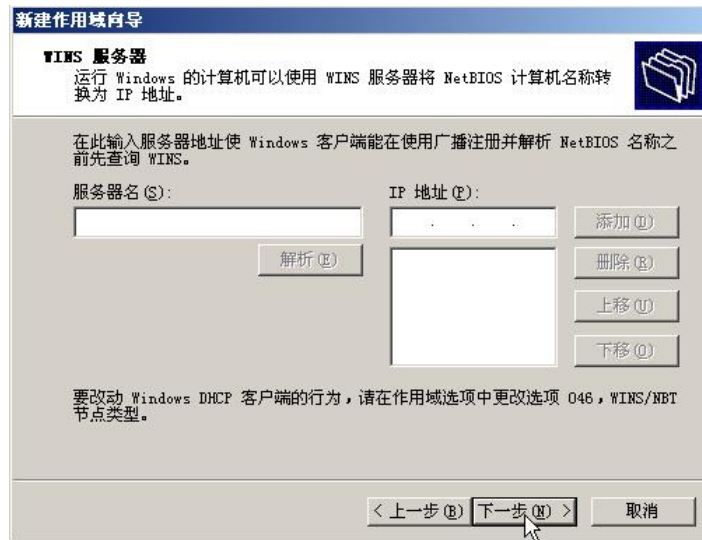 新建作用域向导
WINS 服务器
运行 Windows 的计算机可以使用 WINS 服务器将 NetBIOS 计算机名称转
换为 IP 地址。
在此输入服务器地址使 Windows 客户端能在使用广播注册并解析 NetBIOS 名称之
前先查询 WINS。
服务器名(S):
IP 地址(P):
添加(D)
解析(E)
删除(R)
上移(U)
下移(O)
要改动 Windows DHCP 客户端的行为，请在作用域选项中更改选项 046，WINS/NBT
节点类型。
< 上一步(B) 下一步(N) > 取消